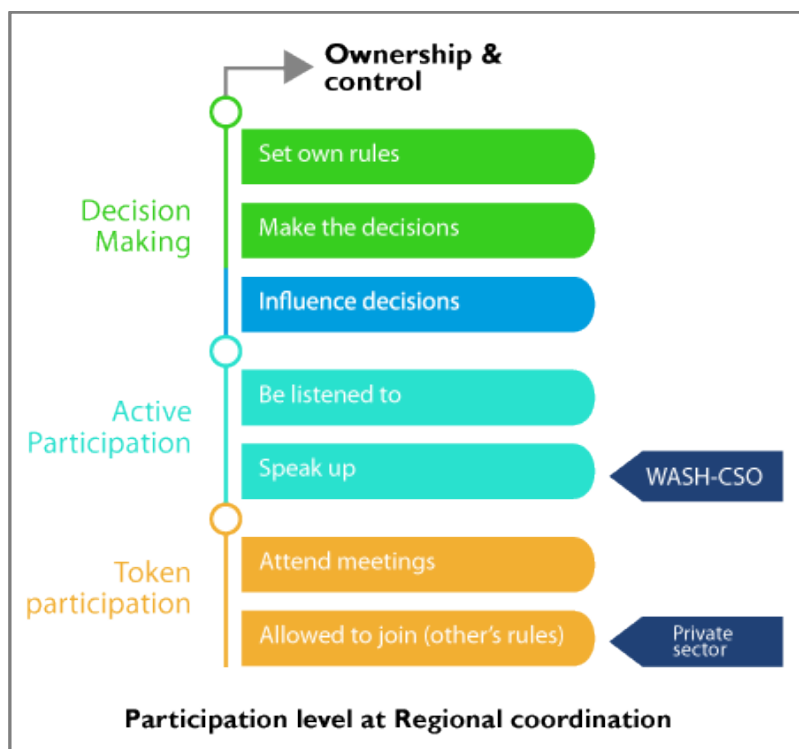 Ownership &
control
Set own rules
Decision
Making
Make the decisions
Influence decisions
Be listened to
Active
Participation
Speak up
WASH-CSO
Attend meetings
Token
participation
Allowed to join (other's rules)
Private
sector
Participation level at Regional coordination